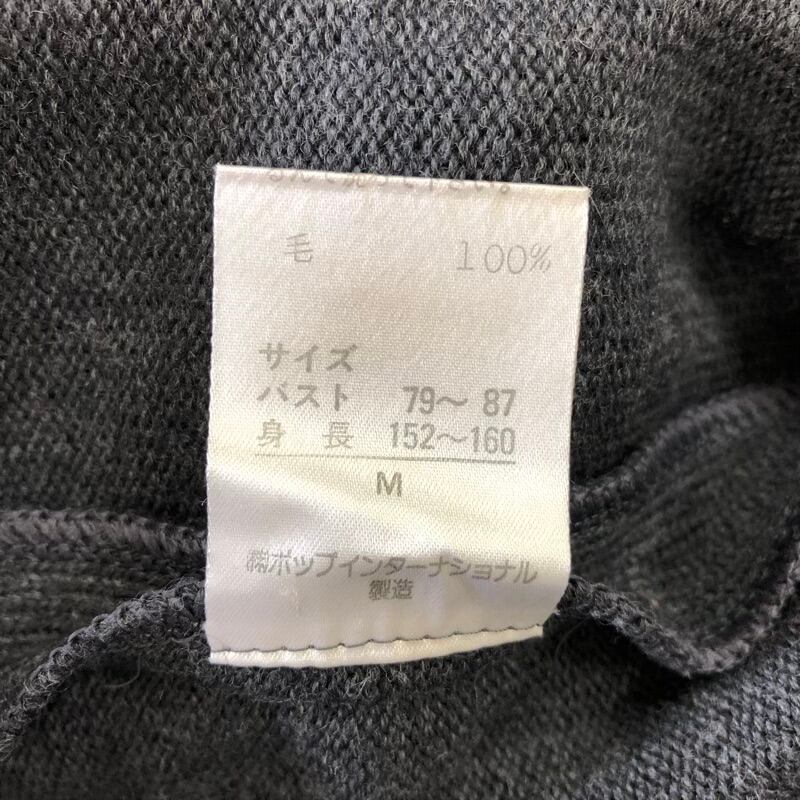 毛 100%
サイズ
バスト 79〜 87
身 長 152〜160
M
㈱ポップインターナショナル
製造